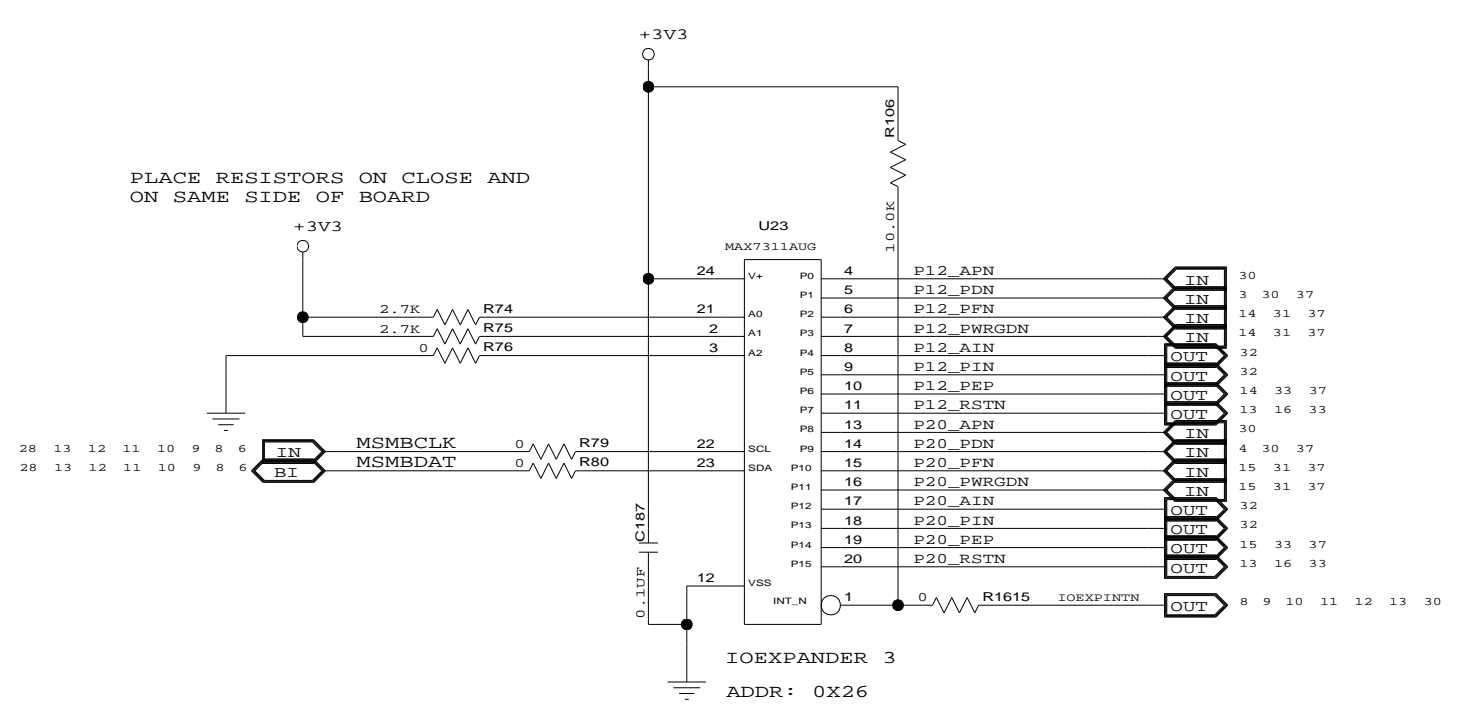 +3V3
R106
10.0K
PLACE RESISTORS ON CLOSE AND
ON SAME SIDE OF BOARD
+3V3
U23
MAX7311AUG
24 V+ P0 4 P12_APN IN 30
P1 5 P12_PDN IN 3 30 37
2.7K R74 21 A0 P2 6 P12_PFN IN 14 31 37
2.7K R75 2 A1 P3 7 P12_PWRGDN IN 14 31 37
0 R76 3 A2 P4 8 P12_AIN OUT 32
P5 9 P12_PIN OUT 32
P6 10 P12_PEP OUT 14 33 37
P7 11 P12_RSTN OUT 13 16 33
P8 13 P20_APN IN 30
28 13 12 11 10 9 8 6 IN MSMBCLK 0 R79 22 SCL P9 14 P20_PDN IN 4 30 37
28 13 12 11 10 9 8 6 BI MSMBDAT 0 R80 23 SDA P10 15 P20_PFN IN 15 31 37
P11 16 P20_PWRGDN IN 15 31 37
P12 17 P20_AIN OUT 32
P13 18 P20_PIN OUT 32
P14 19 P20_PEP OUT 15 33 37
P15 20 P20_RSTN OUT 13 16 33
C187
0.1UF
12 VSS
INT_N 1 0 R1615 IOEXPINTN OUT 8 9 10 11 12 13 30
IOEXPANDER 3
ADDR: 0X26